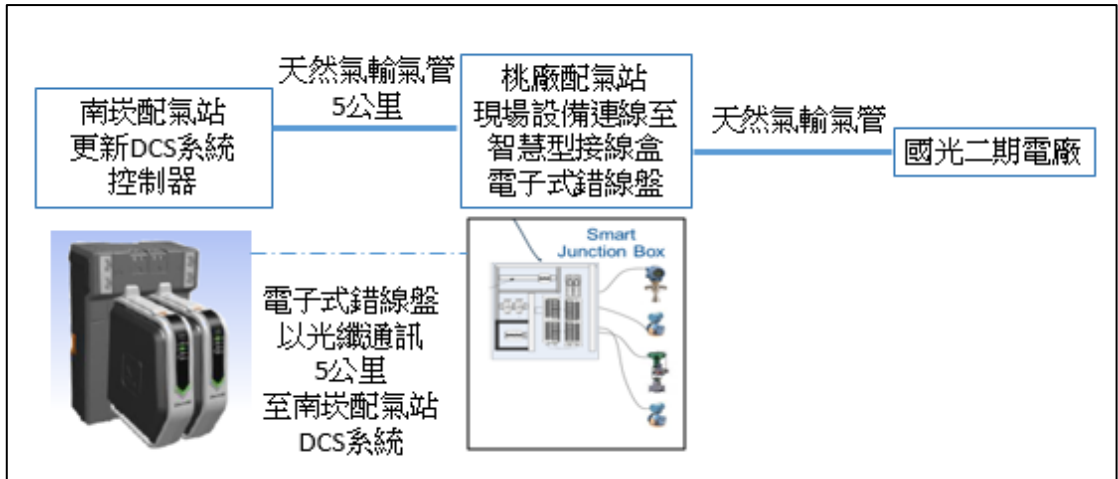 南崁配氣站
更新DCS系統
控制器
天然氣輸氣管
5公里
桃廠配氣站
現場設備連線至
智慧型接線盒
電子式錯線盤
天然氣輸氣管
國光二期電廠
電子式錯線盤
以光纖通訊
5公里
至南崁配氣站
DCS系統
Smart
Junction Box